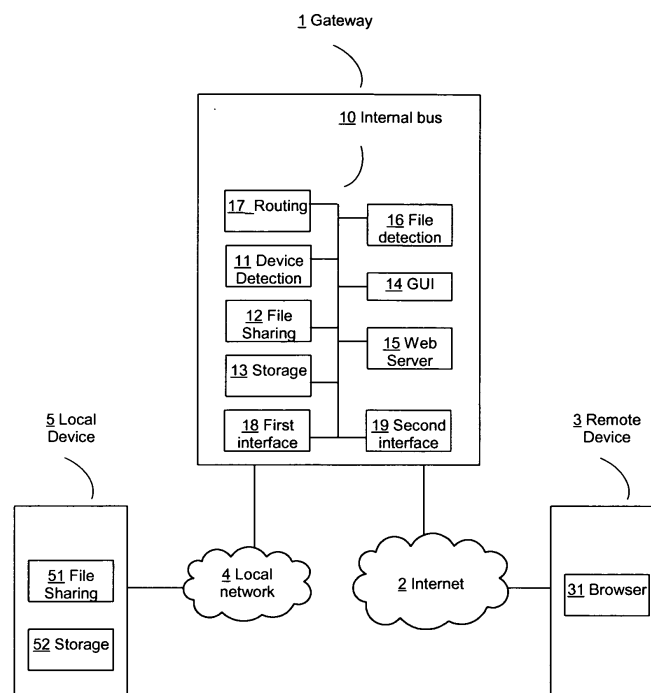 1 Gateway
10 Internal bus
17_ Routing
16 File
detection
11 Device
Detection
14 GUI
12 File
Sharing
15 Web
Server
13 Storage
18 First
interface
19 Second
interface
5 Local
Device
3 Remote
Device
51 File
Sharing
52 Storage
4 Local
network
2 Internet
31 Browser